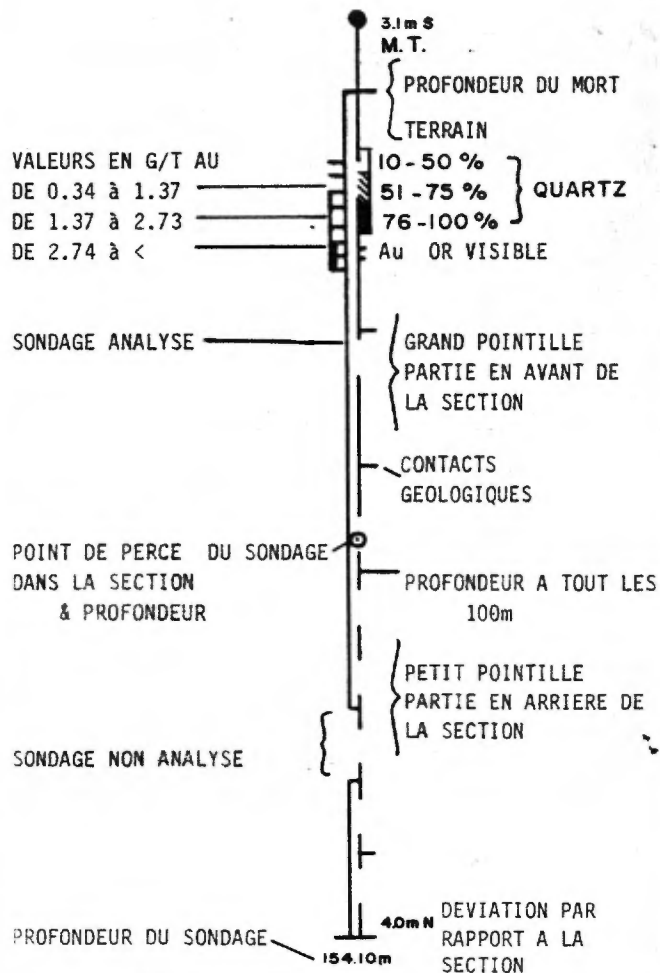 3.1m S
M.T.
PROFONDEUR DU MORT
TERRAIN
VALEURS EN G/T AU
DE 0.34 à 1.37
DE 1.37 à 2.73
DE 2.74 à <
10-50 %
51-75 %
76-100 %
QUARTZ
Au OR VISIBLE
SONDAGE ANALYSE
GRAND POINTILLE
PARTIE EN AVANT DE
LA SECTION
CONTACTS
GEOLOGIQUES
POINT DE PERCE DU SONDAGE
DANS LA SECTION
& PROFONDEUR
PROFONDEUR A TOUT LES
100m
PETIT POINTILLE
PARTIE EN ARRIERE DE
LA SECTION
SONDAGE NON ANALYSE
4.0m N
DEVIATION PAR
RAPPORT A LA
SECTION
PROFONDEUR DU SONDAGE
154.10m